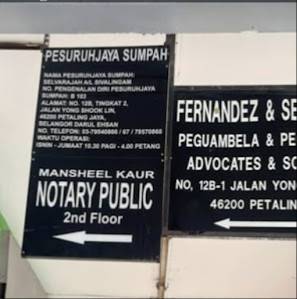 PESURUHJAYA SUMPAH
NAMA PESURUHJAYA SUMPAH:
SELVARAJAH A/L SIVALINGAM
NO. PENGENALAN DIRI PESURUHJAYA
SUMPAH: B 163
ALAMAT: NO. 12B, TINGKAT 2,
JALAN YONG SHOOK LIN,
46200 PETALING JAYA,
SELANGOR DARUL EHSAN
NO. TELEFON: 03-79540866 / 67 / 79570866
WAKTU OPERASI:
ISNIN - JUMAAT 10.30 PAGI - 4.00 PETANG
MANSHEEL KAUR
NOTARY PUBLIC
2nd Floor
FERNANDEZ & SE
PEGUAMBELA & PE
ADVOCATES & SO
NO, 12B-1 JALAN YONG
46200 PETALIN